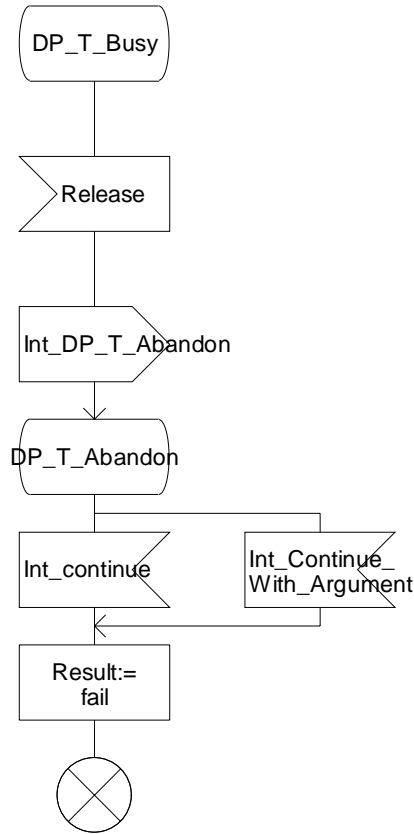 DP_T_Busy
Release
Int_DP_T_Abandon
DP_T_Abandon
Int_continue
Int_Continue_
With_Argument
Result:=
fail